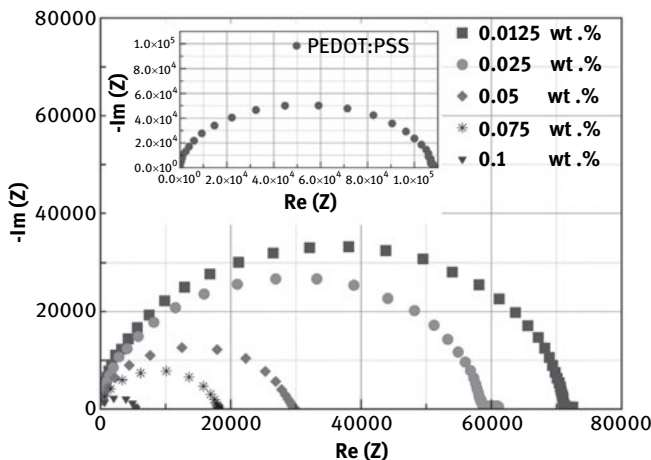 80000
60000
40000
20000
0
-Im (Z)
0
20000
40000
60000
80000
Re (Z)
1.0×10⁵
8.0×10⁴
6.0×10⁴
4.0×10⁴
2.0×10⁴
0.0×10⁰
-Im (Z)
0.0×10⁰
2.0×10⁴
4.0×10⁴
6.0×10⁴
8.0×10⁴
1.0×10⁵
Re (Z)
PEDOT:PSS
0.0125 wt .%
0.025 wt .%
0.05 wt .%
0.075 wt .%
0.1 wt .%